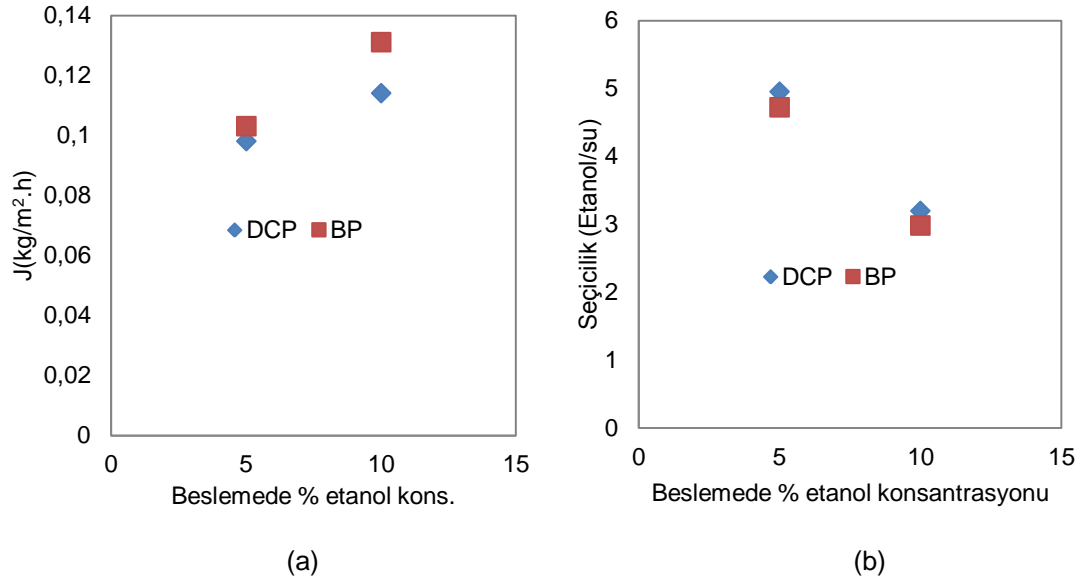 0,14
0,12
0,1
0,08
0,06
0,04
0,02
0
J(kg/m².h)
DCP BP
0 5 10 15
Beslemede % etanol kons.
(a)
6
5
4
3
2
1
0
Seçicilik (Etanol/su)
DCP BP
0 5 10 15
Beslemede % etanol konsantrasyonu
(b)